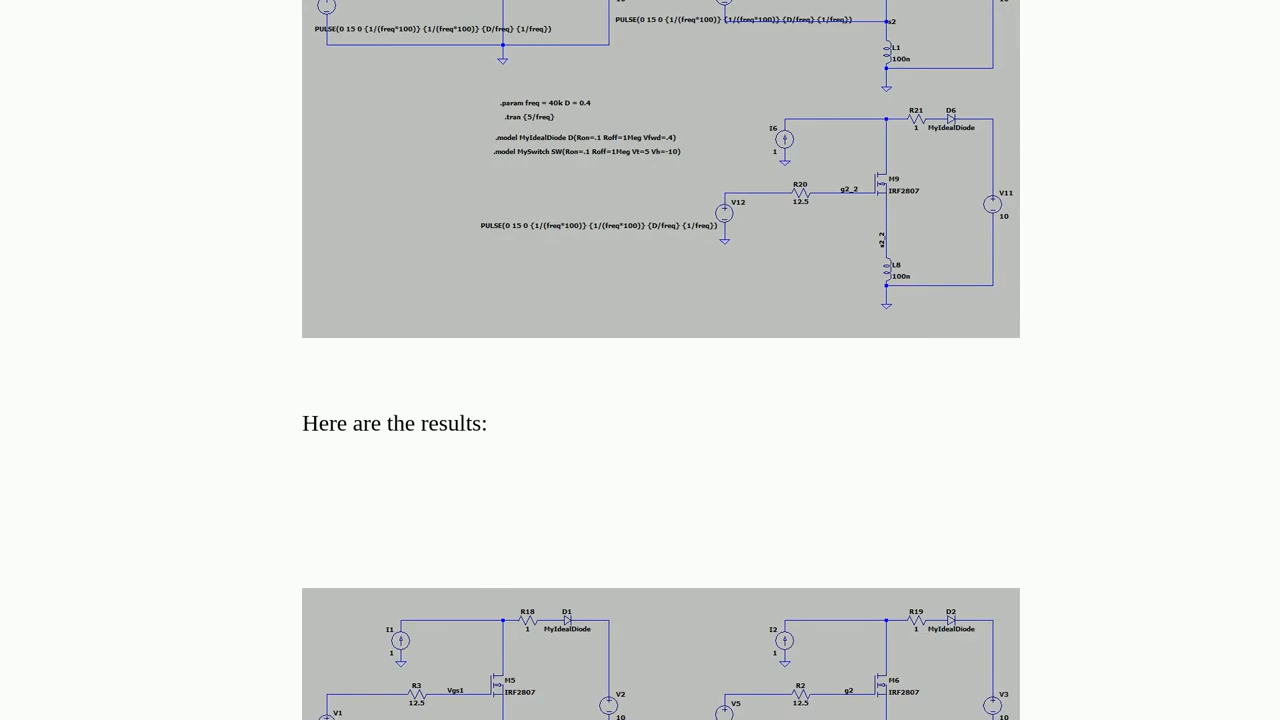 PULSE(0 15 0 {1/(freq*100)} {1/(freq*100)} {D/freq} {1/freq})
PULSE(0 15 0 {1/(freq*100)} {1/(freq*100)} {D/freq} {1/freq})
s2
L1
100n
.param freq = 40k D = 0.4
.tran {5/freq}
.model MyIdealDiode D(Ron=.1 Roff=1Meg Vfwd=.4)
.model MySwitch SW(Ron=.1 Roff=1Meg Vt=5 Vh=-10)
I6
1
R21
1
D6
MyIdealDiode
M9
IRF2807
R20
12.5
g2_2
V12
V11
10
PULSE(0 15 0 {1/(freq*100)} {1/(freq*100)} {D/freq} {1/freq})
s2_2
L8
100n
Here are the results:
I1
1
R18
1
D1
MyIdealDiode
R3
12.5
Vgs1
M5
IRF2807
V1
V2
10
I2
1
R19
1
D2
MyIdealDiode
R2
12.5
g2
M6
IRF2807
V5
V3
10